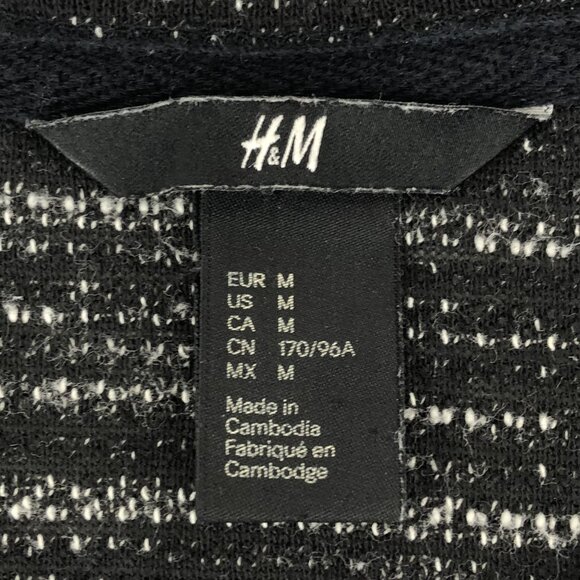 H&M
EUR M
US M
CA M
CN 170/96A
MX M
Made in
Cambodia
Fabriqué en
Cambodge